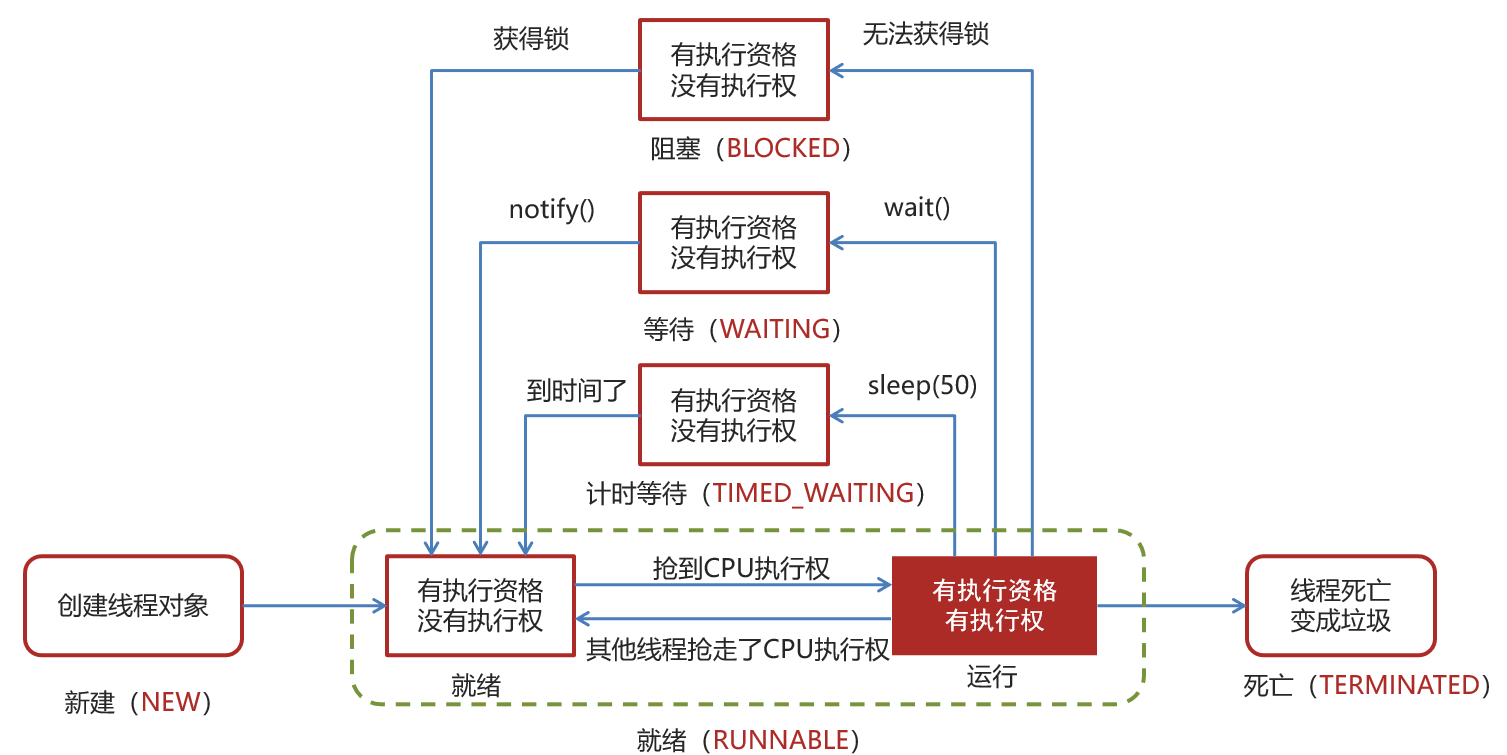 获得锁
有执行资格
没有执行权
无法获得锁
阻塞（BLOCKED）
notify()
有执行资格
没有执行权
wait()
等待（WAITING）
到时间了
有执行资格
没有执行权
sleep(50)
计时等待（TIMED_WAITING）
创建线程对象
新建（NEW）
有执行资格
没有执行权
就绪
抢到CPU执行权
其他线程抢走了CPU执行权
有执行资格
有执行权
运行
就绪（RUNNABLE）
线程死亡
变成垃圾
死亡（TERMINATED）